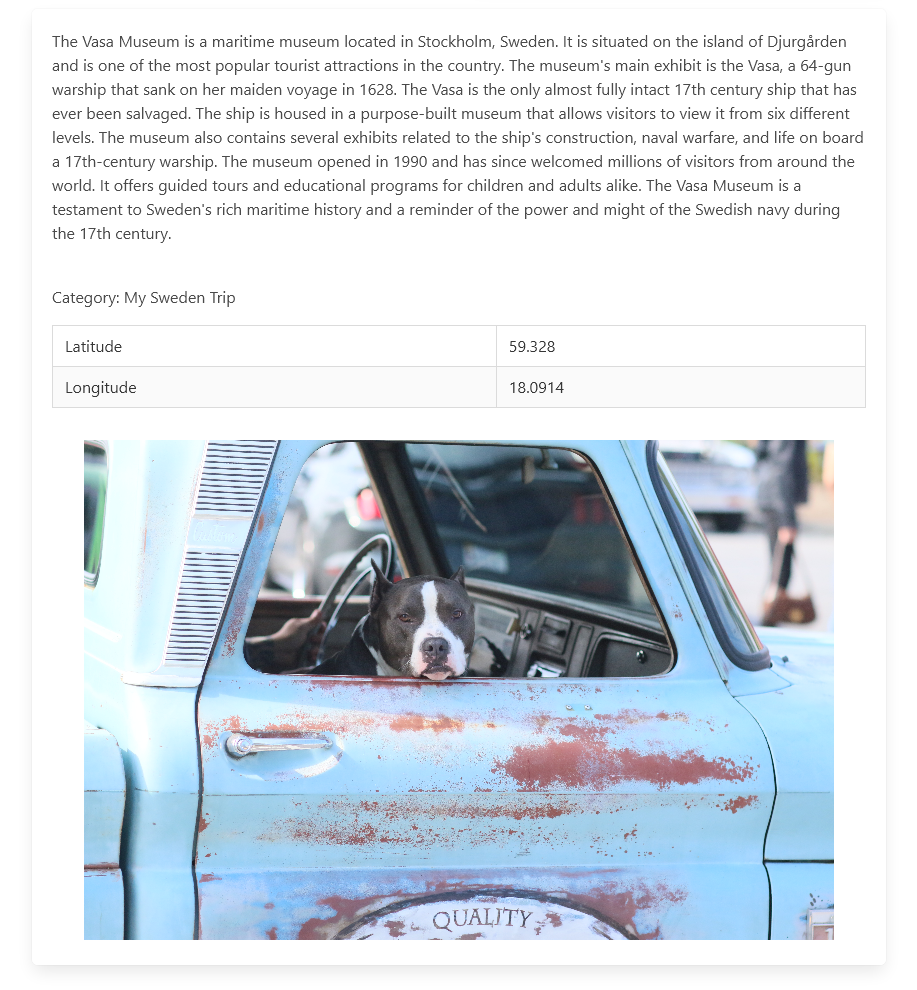 The Vasa Museum is a maritime museum located in Stockholm, Sweden. It is situated on the island of Djurgården
and is one of the most popular tourist attractions in the country. The museum's main exhibit is the Vasa, a 64-gun
warship that sank on her maiden voyage in 1628. The Vasa is the only almost fully intact 17th century ship that has
ever been salvaged. The ship is housed in a purpose-built museum that allows visitors to view it from six different
levels. The museum also contains several exhibits related to the ship's construction, naval warfare, and life on board
a 17th-century warship. The museum opened in 1990 and has since welcomed millions of visitors from around the
world. It offers guided tours and educational programs for children and adults alike. The Vasa Museum is a
testament to Sweden's rich maritime history and a reminder of the power and might of the Swedish navy during
the 17th century.
Category: My Sweden Trip
Latitude 59.328
Longitude 18.0914
QUALITY